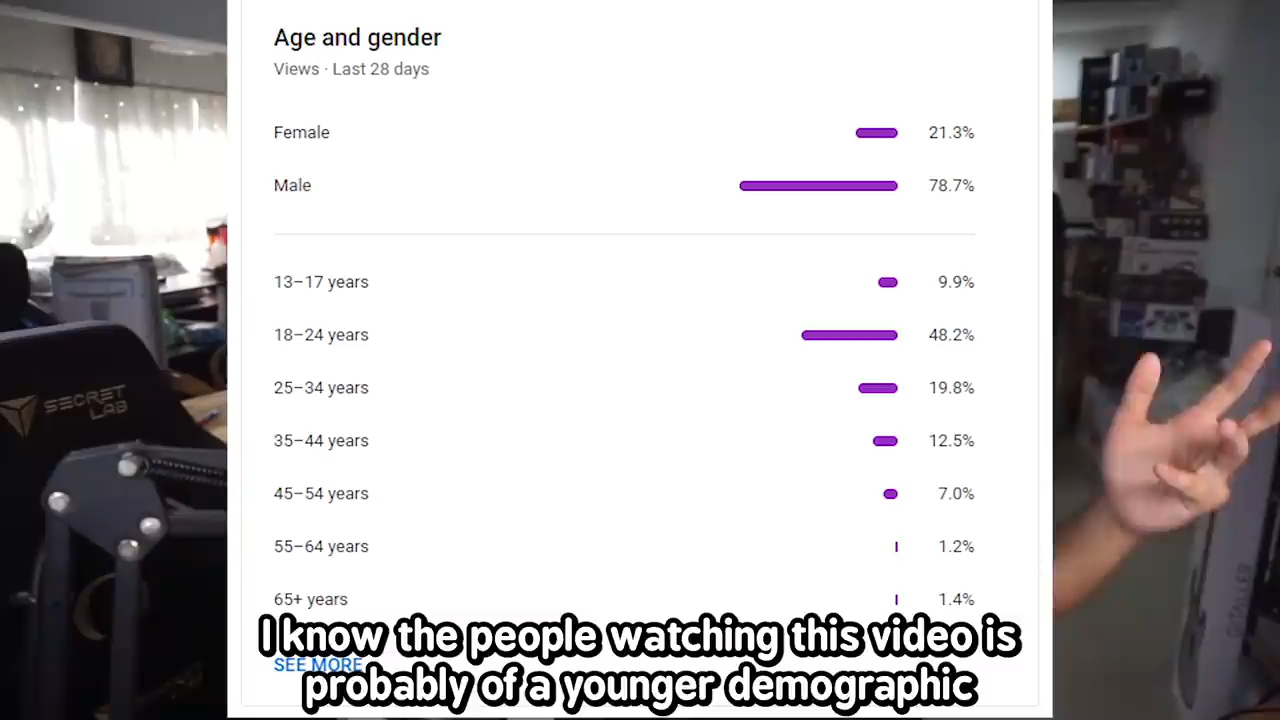 Age and gender
Views · Last 28 days
Female 21.3%
Male 78.7%
13–17 years 9.9%
18–24 years 48.2%
25–34 years 19.8%
35–44 years 12.5%
45–54 years 7.0%
55–64 years 1.2%
65+ years 1.4%
SEE MORE
I know the people watching this video is
probably of a younger demographic
SECRET
LAB